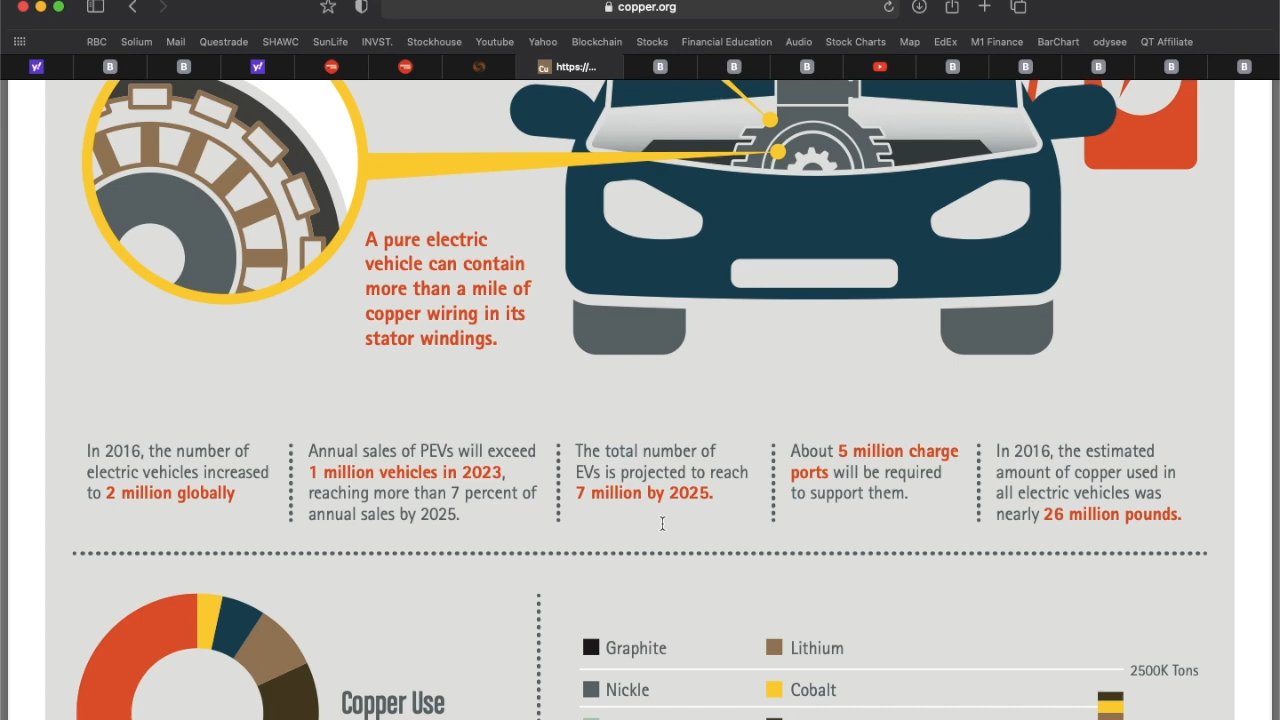 copper.org
RBC Solium Mail Questrade SHAWC SunLife INVST. Stockhouse Youtube Yahoo Blockchain Stocks Financial Education Audio Stock Charts Map EdEx M1 Finance BarChart odysee QT Affiliate
y! B B y! Cu https://... B B B B B B B B
A pure electric
vehicle can contain
more than a mile of
copper wiring in its
stator windings.
In 2016, the number of
electric vehicles increased
to 2 million globally
Annual sales of PEVs will exceed
1 million vehicles in 2023,
reaching more than 7 percent of
annual sales by 2025.
The total number of
EVs is projected to reach
7 million by 2025.
About 5 million charge
ports will be required
to support them.
In 2016, the estimated
amount of copper used in
all electric vehicles was
nearly 26 million pounds.
Copper Use
Graphite
Lithium
Nickle
Cobalt
2500K Tons